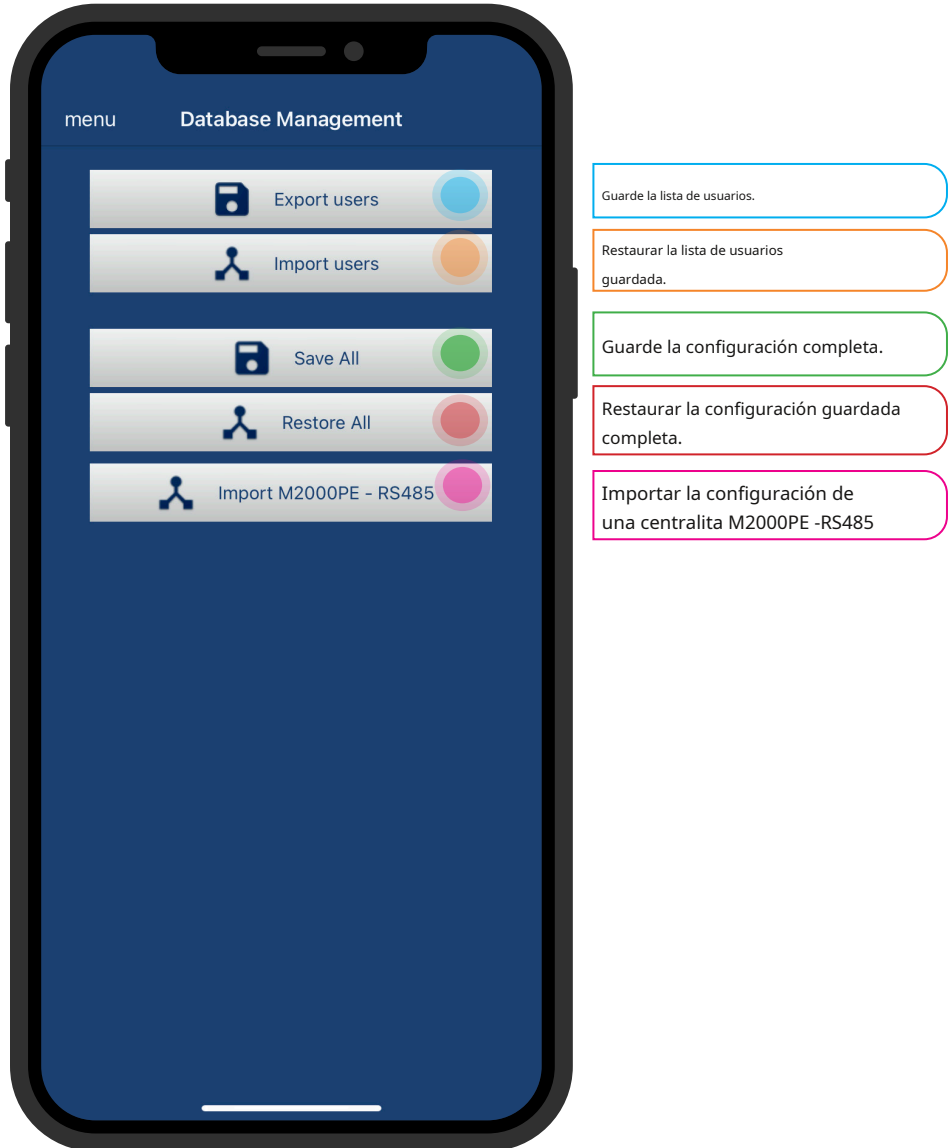 menu
Database Management
Export users
Import users
Save All
Restore All
Import M2000PE - RS485
Guarde la lista de usuarios.
Restaurar la lista de usuarios
guardada.
Guarde la configuración completa.
Restaurar la configuración guardada
completa.
Importar la configuración de
una centralita M2000PE -RS485